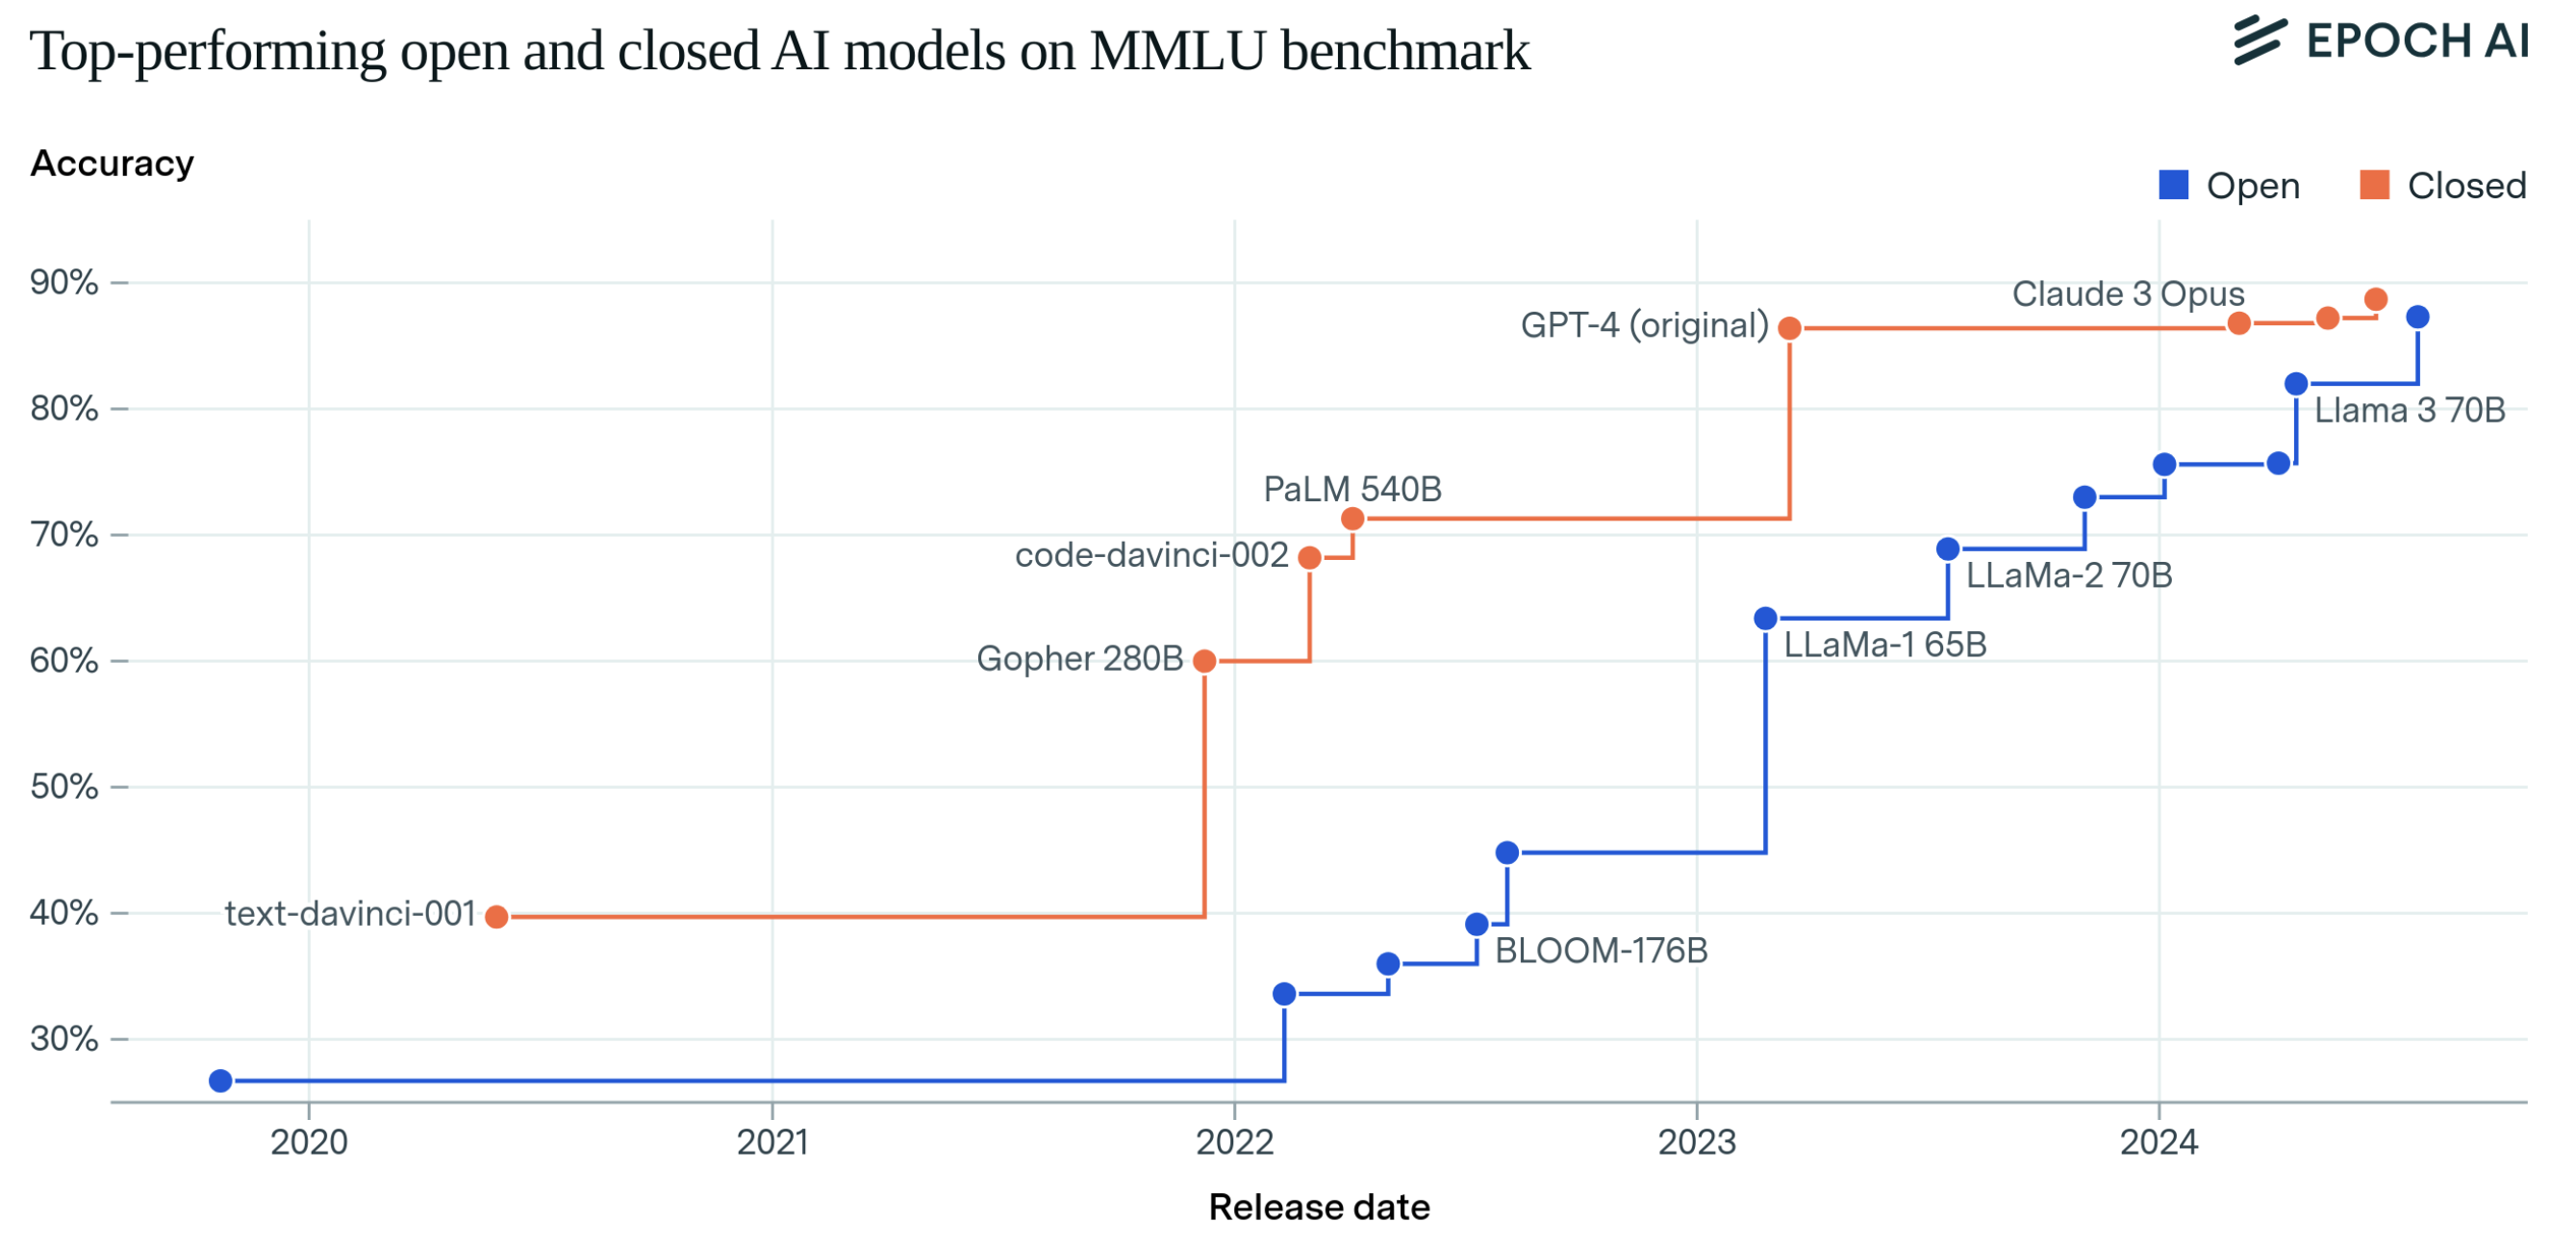 Top-performing open and closed AI models on MMLU benchmark
EPOCH AI
Accuracy
Open
Closed
90%
Claude 3 Opus
GPT-4 (original)
80%
Llama 3 70B
PaLM 540B
70%
code-davinci-002
LLaMa-2 70B
60%
Gopher 280B
LLaMa-1 65B
50%
40%
text-davinci-001
BLOOM-176B
30%
2020
2021
2022
2023
2024
Release date